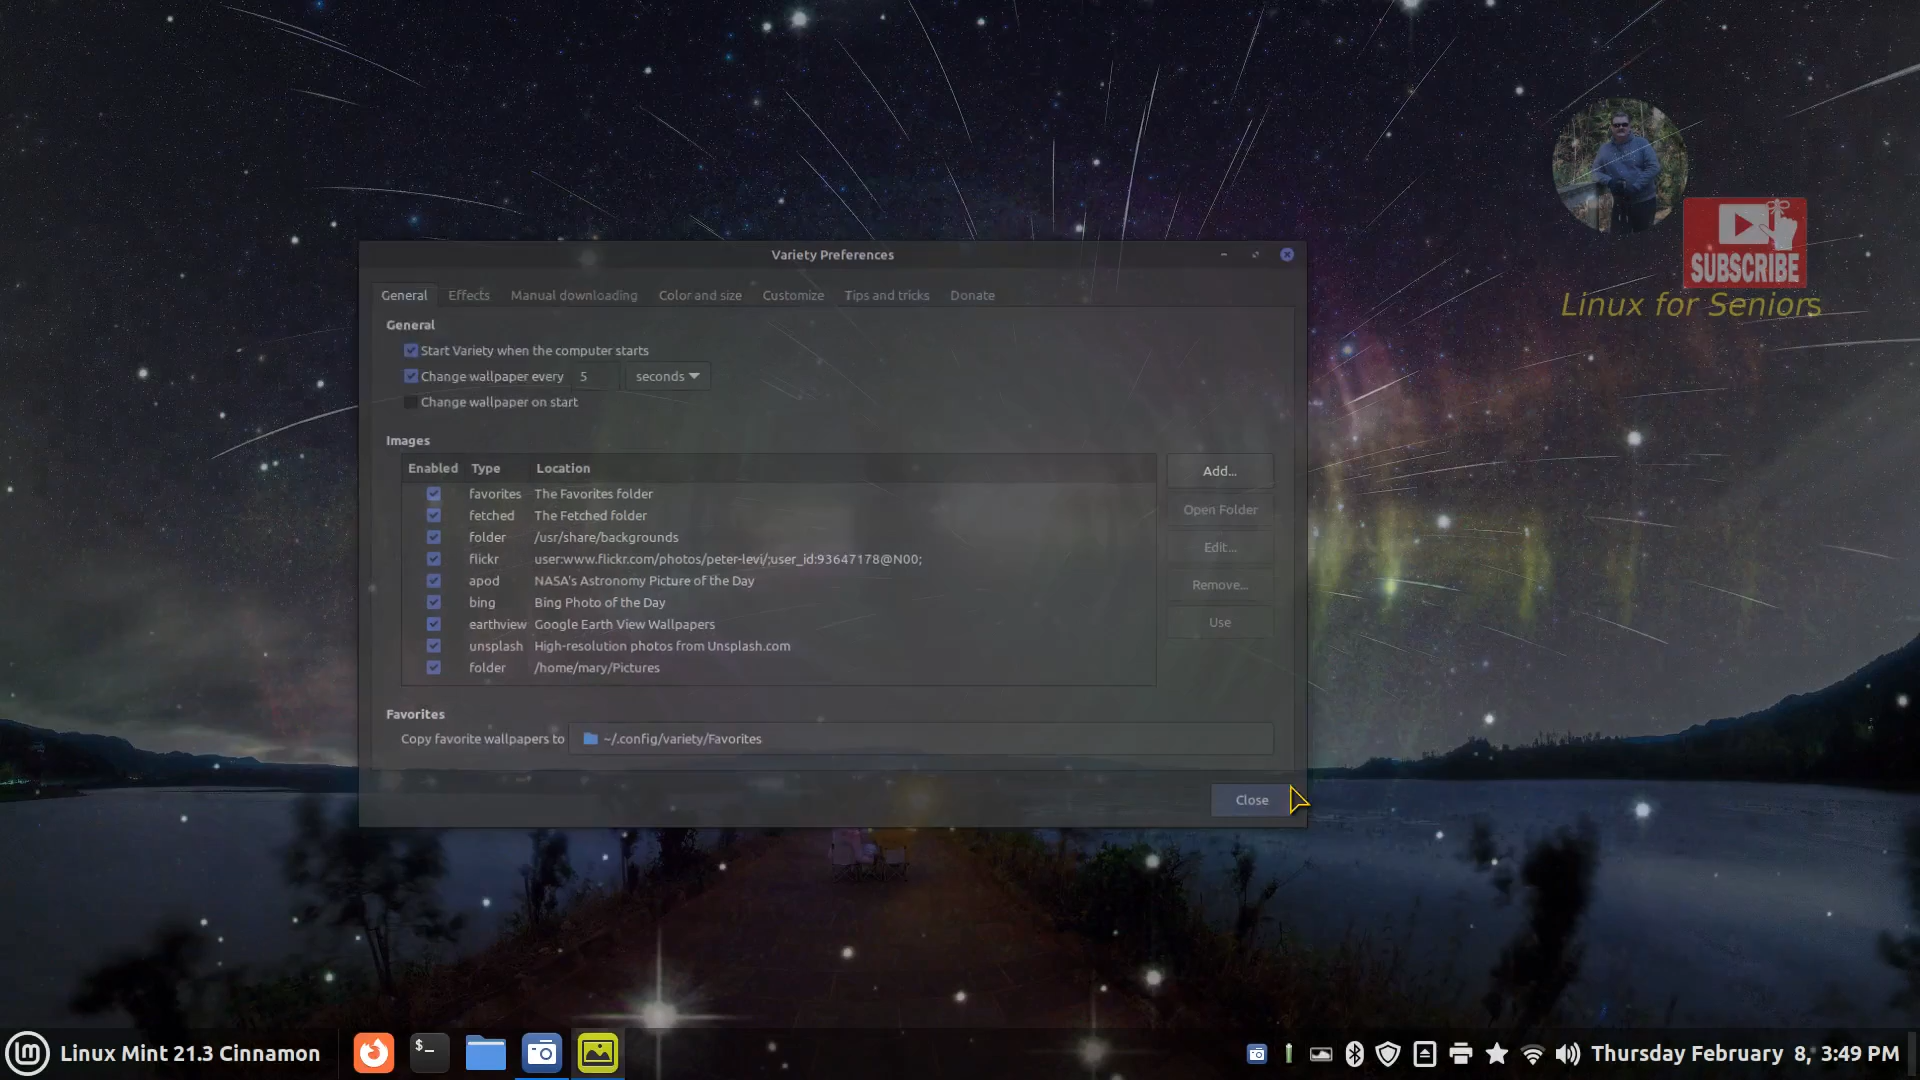 SUBSCRIBE
Linux for Seniors
Variety Preferences
General Effects Manual downloading Color and size Customize Tips and tricks Donate
General
Start Variety when the computer starts
Change wallpaper every 5 seconds
Change wallpaper on start
Images
Enabled Type Location
favorites The Favorites folder
fetched The Fetched folder
folder /usr/share/backgrounds
flickr user:www.flickr.com/photos/peter-levi/;user_id:93647178@N00;
apod NASA's Astronomy Picture of the Day
bing Bing Photo of the Day
earthview Google Earth View Wallpapers
unsplash High-resolution photos from Unsplash.com
folder /home/mary/Pictures
Add...
Open Folder
Edit...
Remove...
Use
Favorites
Copy favorite wallpapers to ~/.config/variety/Favorites
Close
Linux Mint 21.3 Cinnamon $_ Thursday February 8, 3:49 PM